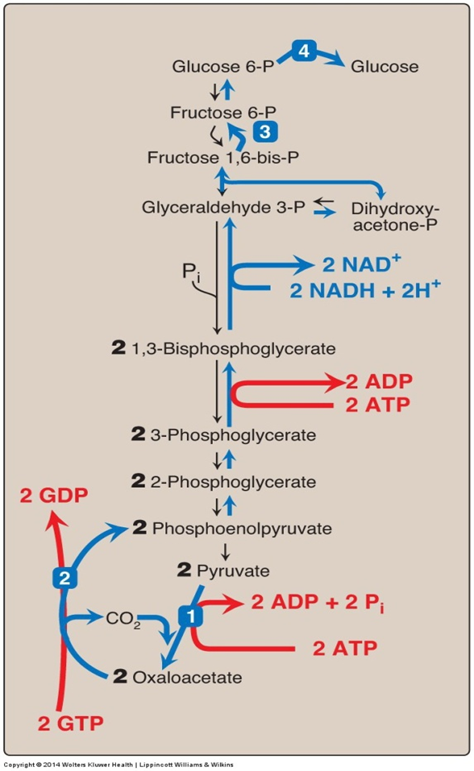 4
Glucose 6-P
Glucose
Fructose 6-P
3
Fructose 1,6-bis-P
Glyceraldehyde 3-P
Dihydroxy-
acetone-P
Pi
2 NAD+
2 NADH + 2H+
2 1,3-Bisphosphoglycerate
2 ADP
2 ATP
2 3-Phosphoglycerate
2 2-Phosphoglycerate
2 GDP
2 Phosphoenolpyruvate
2 Pyruvate
2
1
2 ADP + 2 Pi
CO2
2 ATP
2 Oxaloacetate
2 GTP
Copyright © 2014 Wolters Kluwer Health | Lippincott Williams & Wilkins